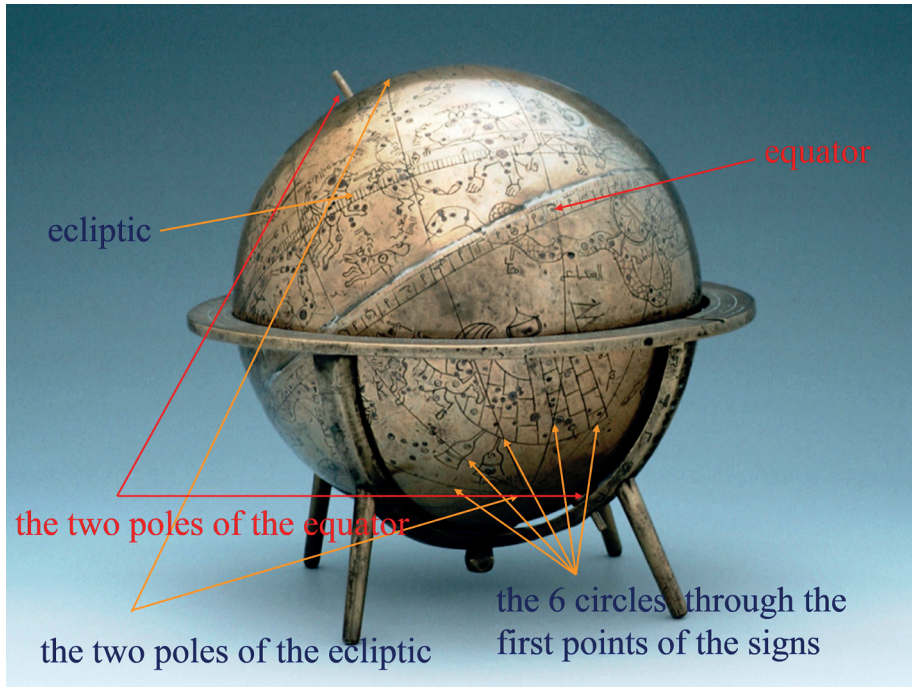 equator
ecliptic
the two poles of the equator
the 6 circles through the
first points of the signs
the two poles of the ecliptic